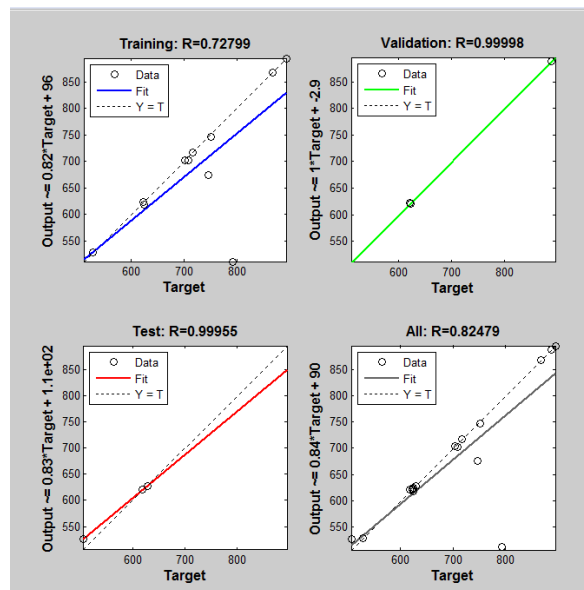 Training: R=0.72799
Output ~= 0.82*Target + 96
Data
Fit
Y = T
850
800
750
700
650
600
550
600
700
800
Target
Validation: R=0.99998
Output ~= 1*Target + -2.9
Data
Fit
Y = T
850
800
750
700
650
600
550
600
700
800
Target
Test: R=0.99955
Output ~= 0.83*Target + 1.1e+02
Data
Fit
Y = T
850
800
750
700
650
600
550
500
600
700
800
Target
All: R=0.82479
Output ~= 0.84*Target + 90
Data
Fit
Y = T
850
800
750
700
650
600
550
600
700
800
Target